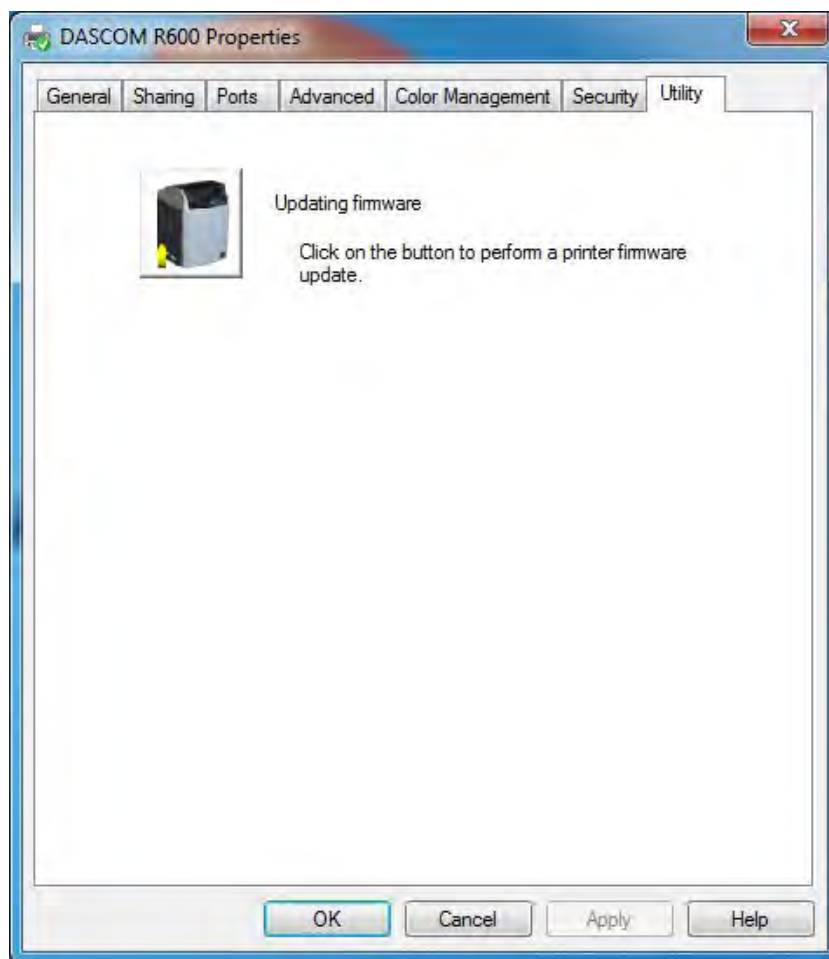 DASCOM R600 Properties
General Sharing Ports Advanced Color Management Security Utility
Updating firmware
Click on the button to perform a printer firmware
update.
OK Cancel Apply Help